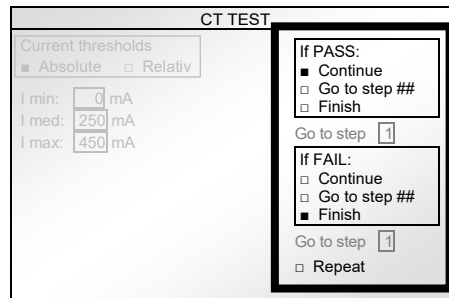 CT TEST
Current thresholds
■ Absolute □ Relativ
I min: 0 mA
I med: 250 mA
I max: 450 mA
If PASS:
■ Continue
□ Go to step ##
□ Finish
Go to step 1
If FAIL:
□ Continue
□ Go to step ##
■ Finish
Go to step 1
□ Repeat